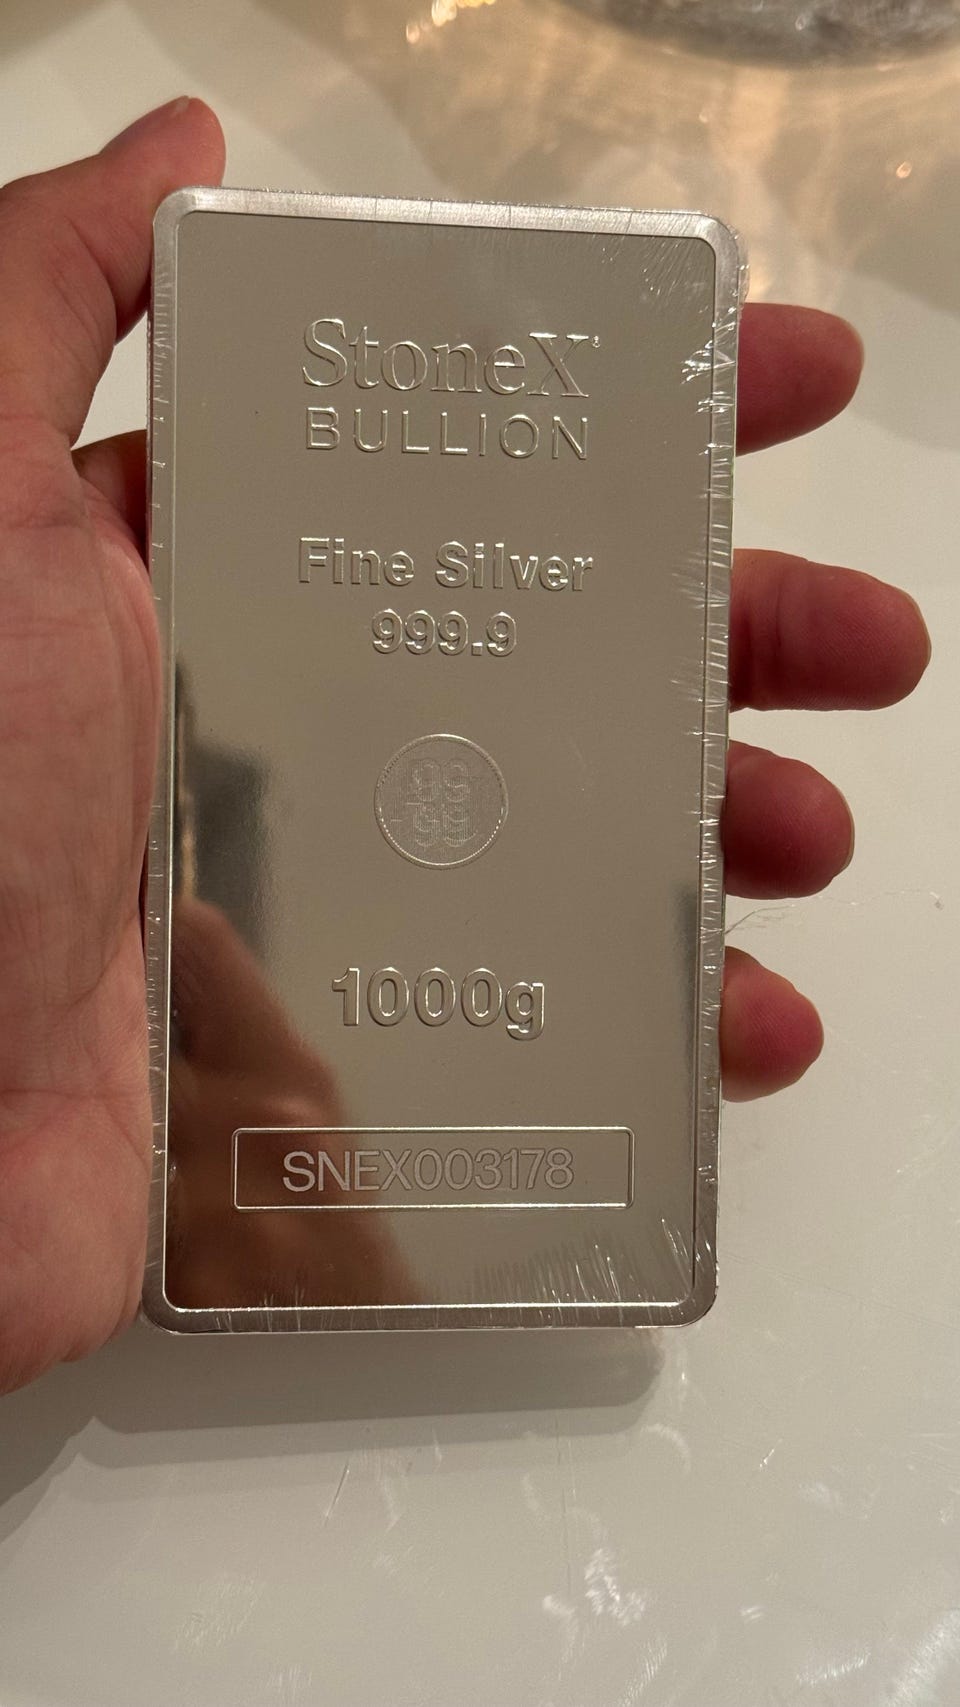 StoneX®
BULLION
Fine Silver
999.9
1000g
SNEX003178